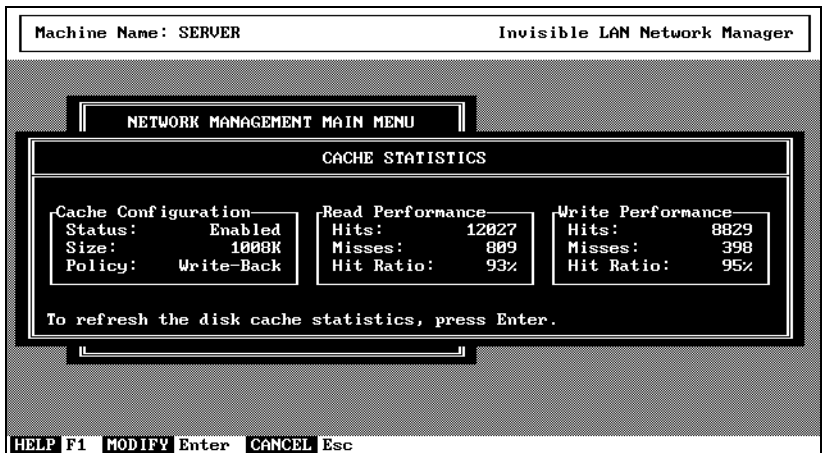 Machine Name: SERVER Invisible LAN Network Manager
NETWORK MANAGEMENT MAIN MENU
CACHE STATISTICS
Cache Configuration
Status: Enabled
Size: 1008K
Policy: Write-Back
Read Performance
Hits: 12027
Misses: 809
Hit Ratio: 93%
Write Performance
Hits: 8829
Misses: 398
Hit Ratio: 95%
To refresh the disk cache statistics, press Enter.
HELP F1 MODIFY Enter CANCEL Esc